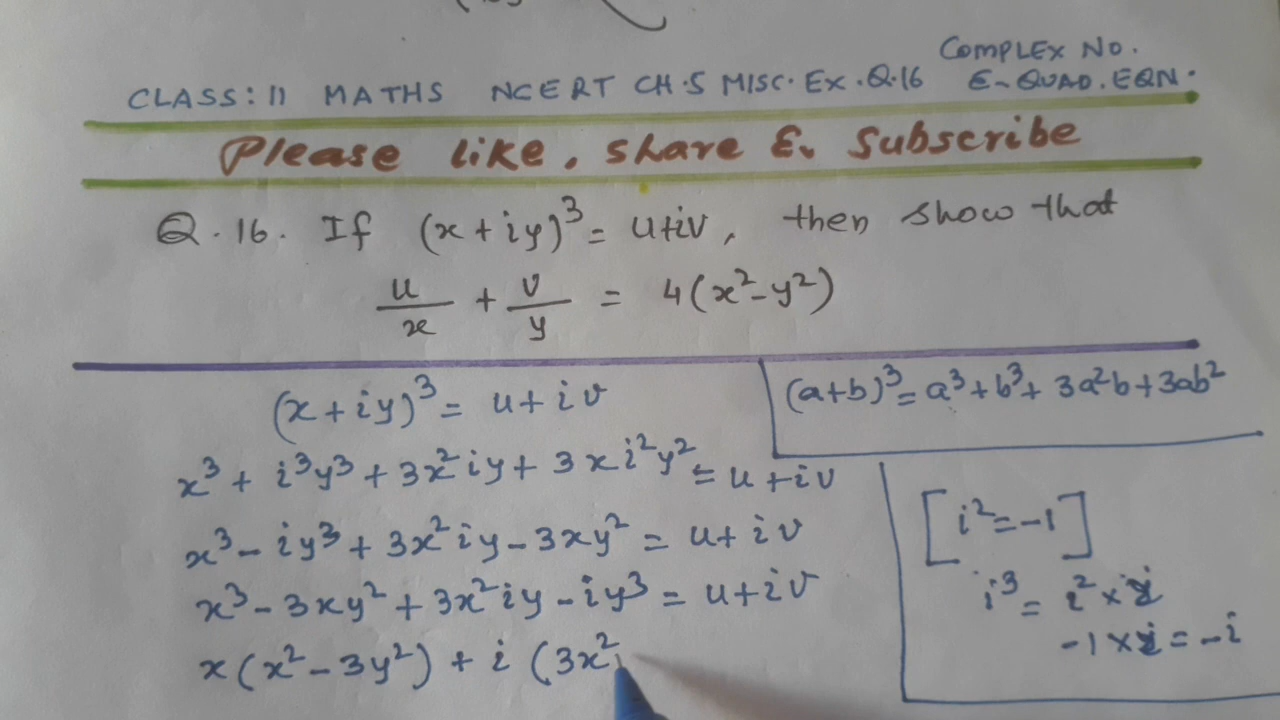 COMPLEX NO.
CLASS: 11 MATHS NCERT CH.5 MISC. EX. Q.16 & QUAD. EQN.
Please like, share & Subscribe
Q.16. If (x+iy)³ = u+iv, then show that
u/x + v/y = 4(x²-y²)
(x+iy)³ = u+iv
(a+b)³ = a³+b³+3a²b+3ab²
x³ + i³y³ + 3x²iy + 3xi²y² = u+iv
x³ - iy³ + 3x²iy - 3xy² = u+iv
x³ - 3xy² + 3x²iy - iy³ = u+iv
x(x²-3y²) + i(3x²
[i² = -1]
i³ = i² × i
-1 × i = -i